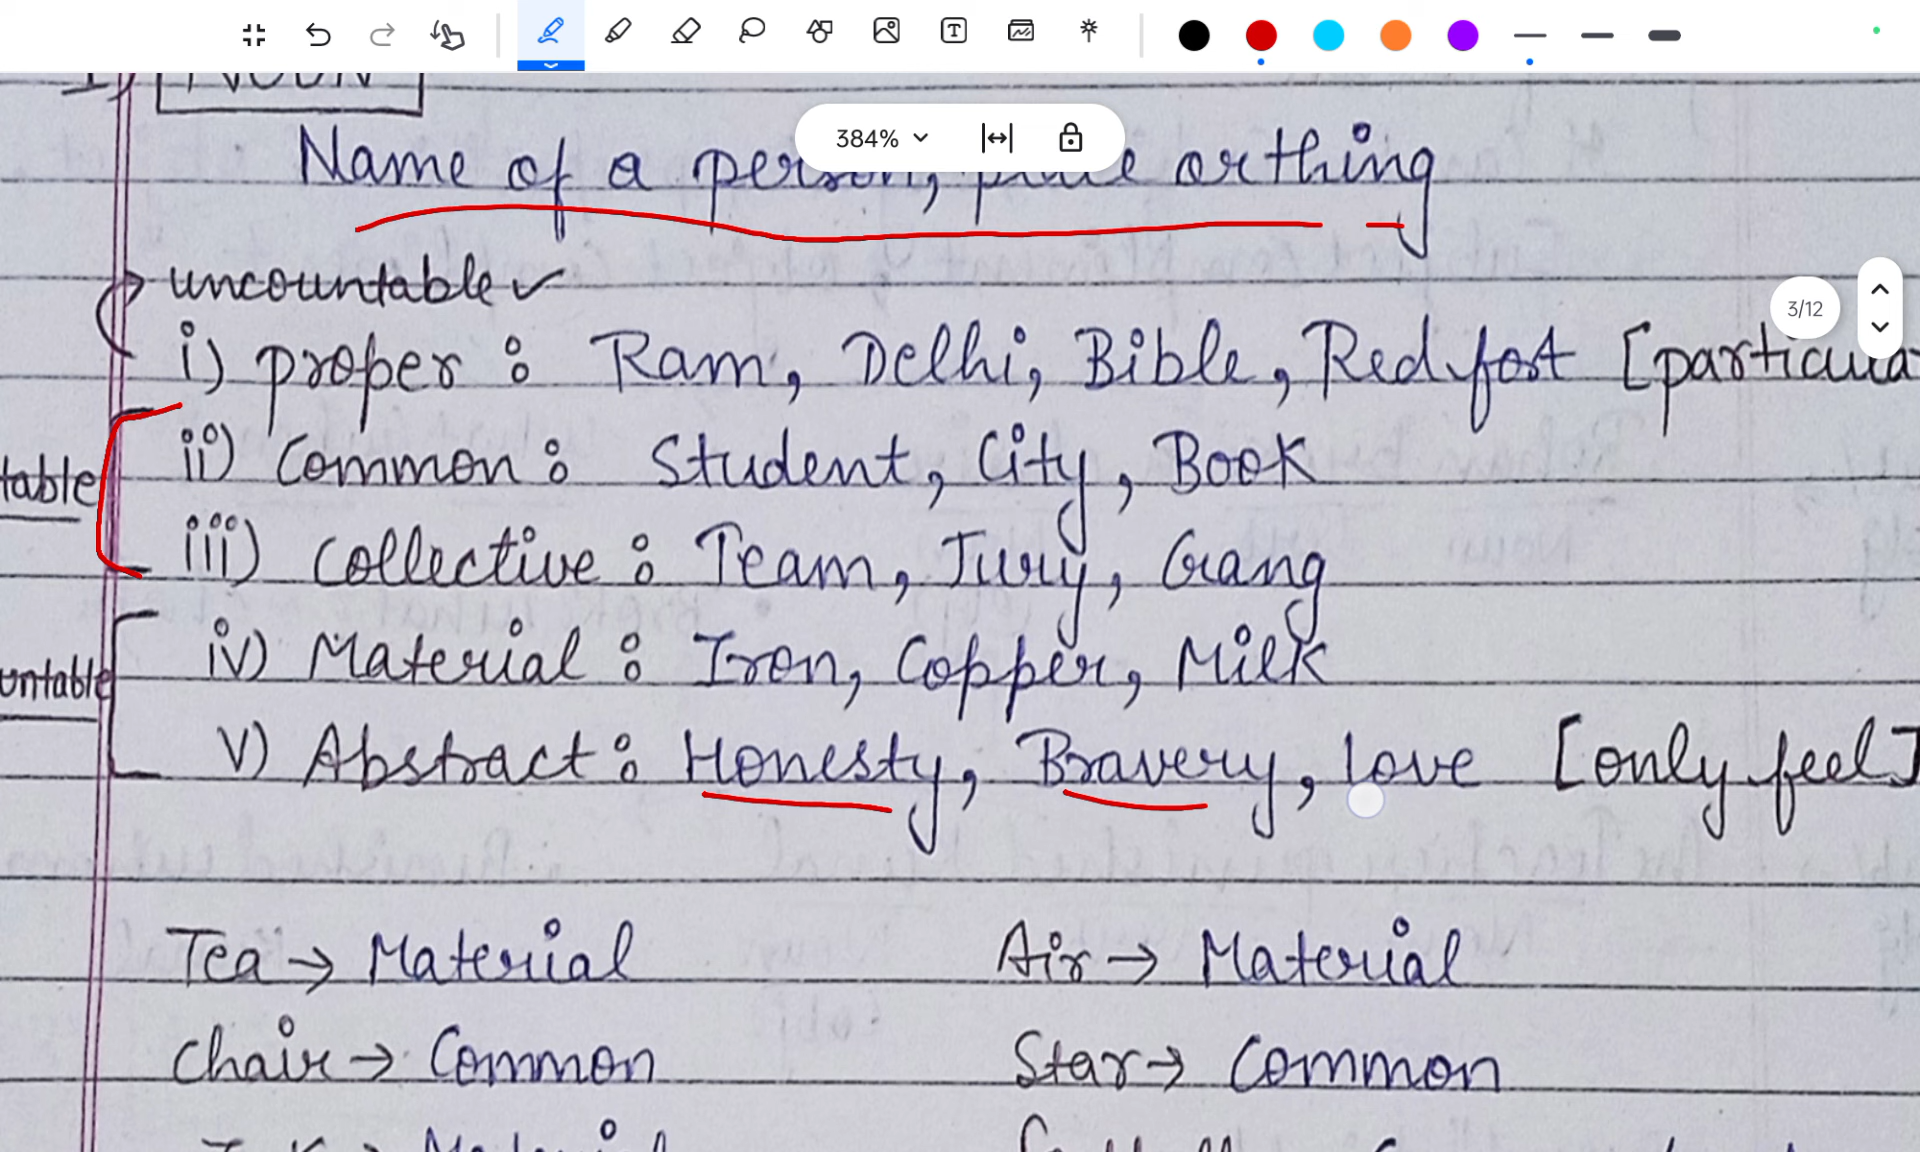 384%
1) NOUN
Name of a person, place or thing
uncountable ✓
3/12
i) proper : Ram, Delhi, Bible, Red fort [particula
table
ii) Common : Student, City, Book
iii) Collective : Team, Jury, Gang
untable
iv) Material : Iron, Copper, Milk
v) Abstract : Honesty, Bravery, love [only feel]
Tea → Material Air → Material
Chair → Common Star → Common